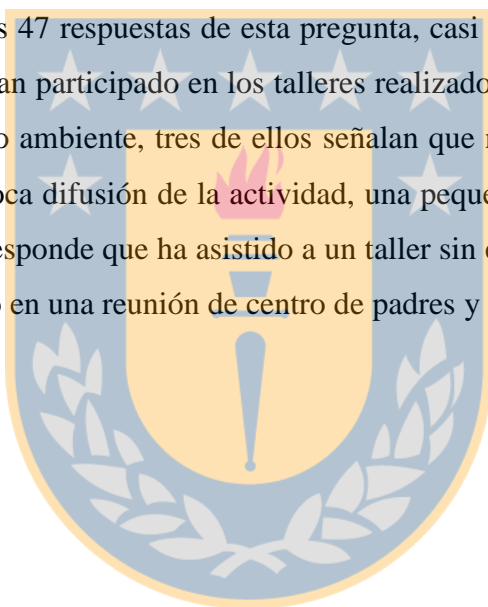 s 47 respuestas de esta pregunta, casi
an participado en los talleres realizado
o ambiente, tres de ellos señalan que
oca difusión de la actividad, una peque
esponde que ha asistido a un taller sin
o en una reunión de centro de padres y